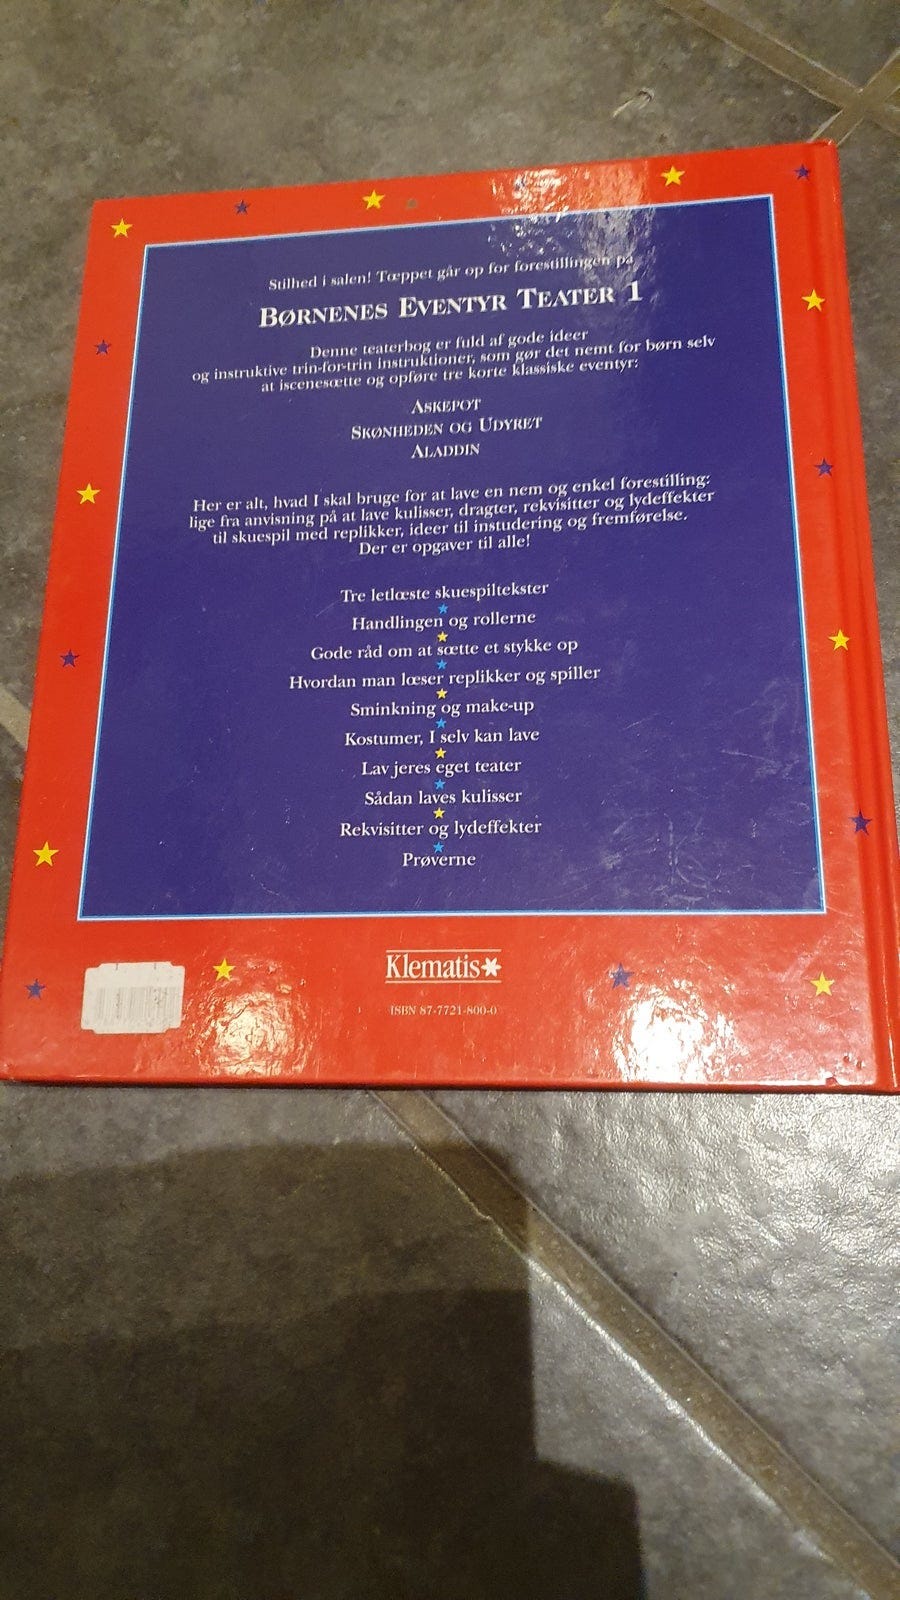 Stilhed i salen! Tæppet går op for forestillingen på
BØRNENES EVENTYR TEATER 1
Denne teaterbog er fuld af gode ideer
og instruktive trin-for-trin instruktioner, som gør det nemt for børn selv
at iscenesætte og opføre tre korte klassiske eventyr:
ASKEPOT
SKØNHEDEN OG UDYRET
ALADDIN
Her er alt, hvad I skal bruge for at lave en nem og enkel forestilling:
lige fra anvisning på at lave kulisser, dragter, rekvisitter og lydeffekter
til skuespil med replikker, ideer til instudering og fremførelse.
Der er opgaver til alle!
Tre letlæste skuespiltekster
Handlingen og rollerne
Gode råd om at sætte et stykke op
Hvordan man læser replikker og spiller
Sminkning og make-up
Kostumer, I selv kan lave
Lav jeres eget teater
Sådan laves kulisser
Rekvisitter og lydeffekter
Prøverne
Klematis
ISBN 87-7721-800-0